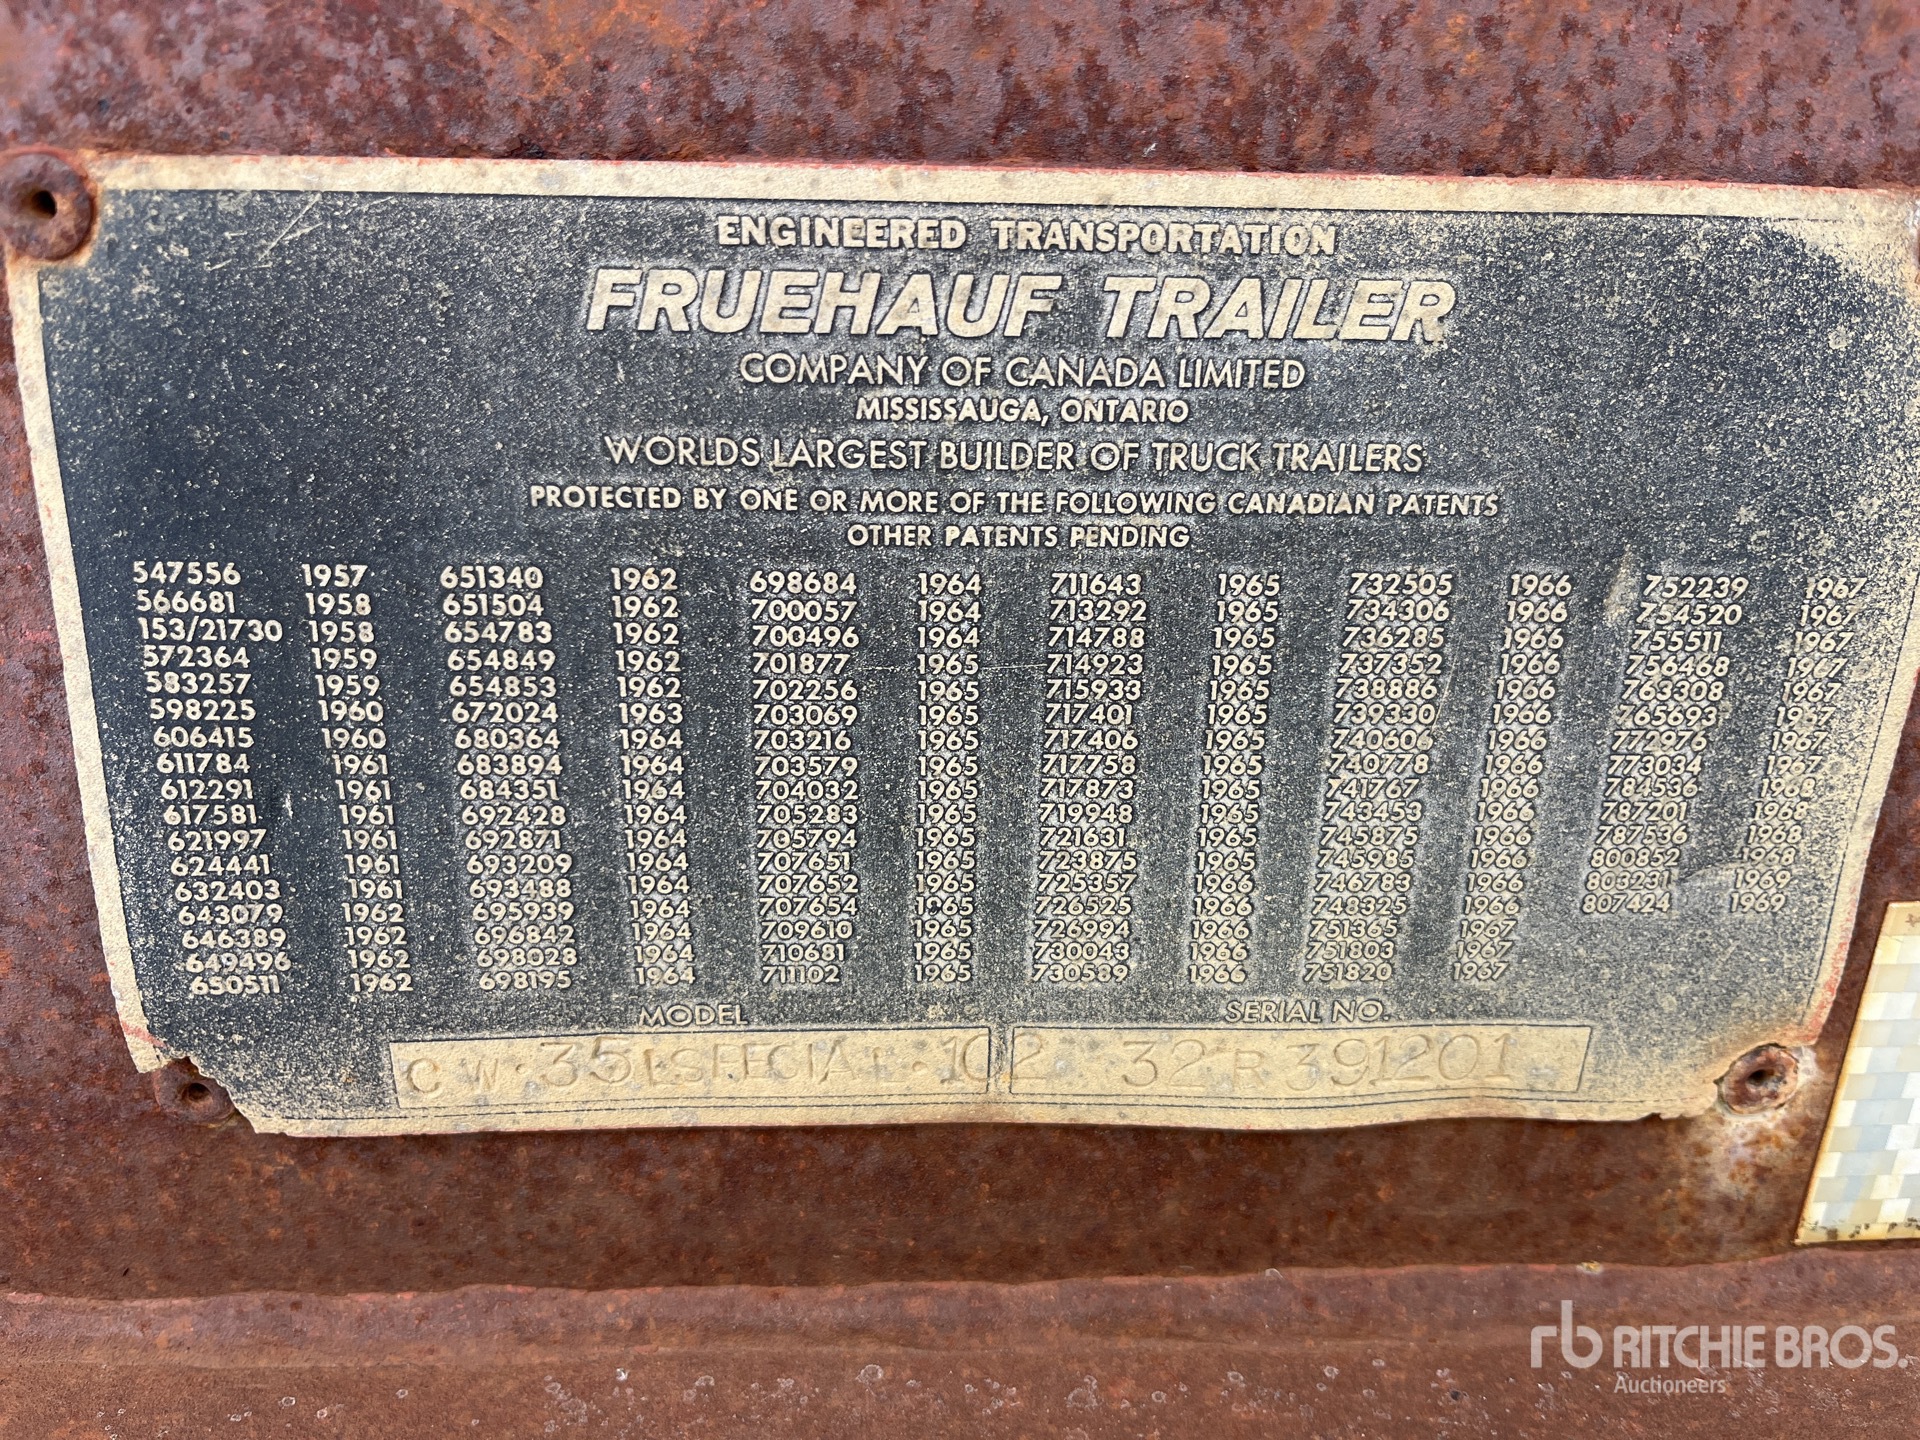 ENGINEERED TRANSPORTATION
FRUEHAUF TRAILER
COMPANY OF CANADA LIMITED
MISSISSAUGA, ONTARIO
WORLDS LARGEST BUILDER OF TRUCK TRAILERS
PROTECTED BY ONE OR MORE OF THE FOLLOWING CANADIAN PATENTS
OTHER PATENTS PENDING
547556 1957 651340 1962 698684 1964 711643 1965 732505 1966 752239 1967
566681 1958 651504 1962 700057 1964 713292 1965 734306 1966 754520 1967
153/21730 1958 654783 1962 700496 1964 714788 1965 736285 1966 755511 1967
572364 1959 654849 1962 701877 1965 714923 1965 737352 1966 756468 1967
583257 1959 654853 1962 702256 1965 715933 1965 738886 1966 763308 1967
598225 1960 672024 1963 703069 1965 717401 1965 739330 1966 765693 1967
606415 1960 680364 1964 703216 1965 717406 1965 740606 1966 772976 1967
611784 1961 683894 1964 703579 1965 717758 1965 740778 1966 773034 1967
612291 1961 684351 1964 704032 1965 717873 1965 741767 1966 784536 1968
617581 1961 692428 1964 705283 1965 719948 1965 743453 1966 787201 1968
621997 1961 692871 1964 705794 1965 721631 1965 745875 1966 787536 1968
624441 1961 693209 1964 707651 1965 723875 1965 745985 1966 800852 1968
632403 1961 693488 1964 707652 1965 725357 1966 746783 1966 803231 1969
643079 1962 695939 1964 707654 1965 726525 1966 748325 1966 807424 1969
646389 1962 696842 1964 709610 1965 726994 1966 751365 1967
649496 1962 698028 1964 710681 1965 730043 1966 751803 1967
650511 1962 698195 1964 711102 1965 730589 1966 751820 1967
MODEL SERIAL NO.
CW·35LSPECIAL·102 32R391201
rb RITCHIE BROS.
Auctioneers